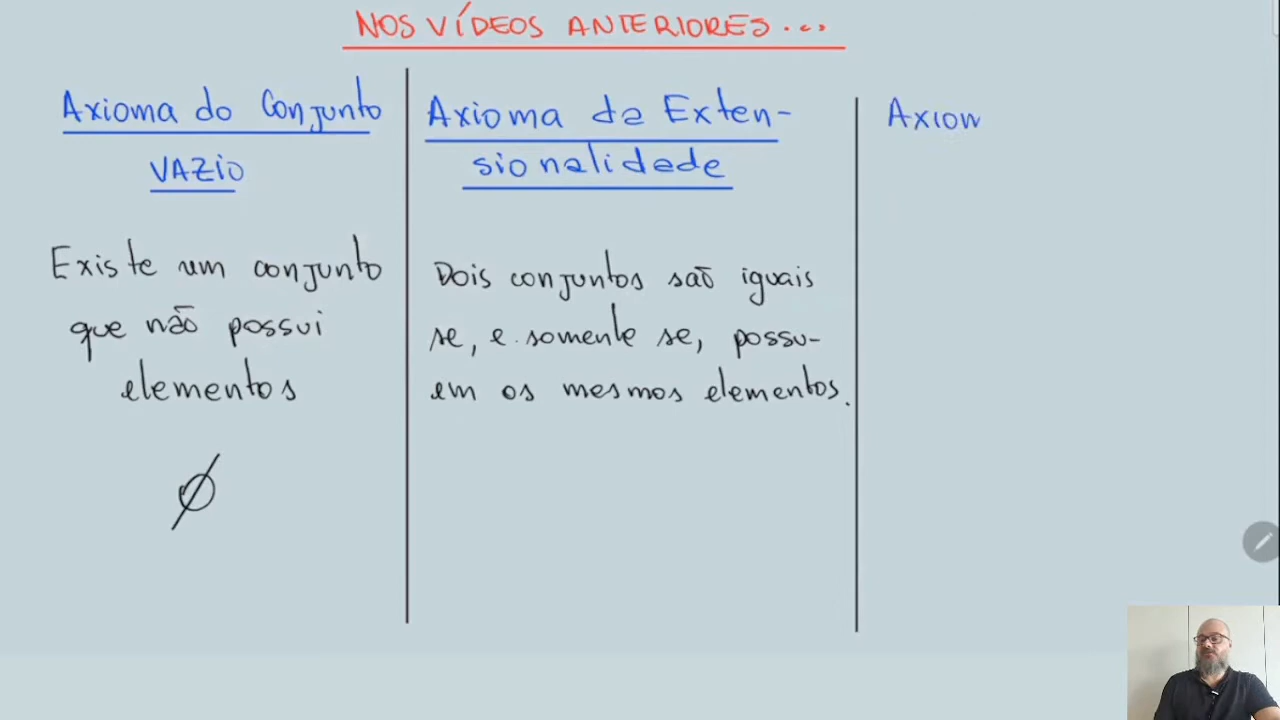 NOS VÍDEOS ANTERIORES...
Axioma do Conjunto
VAZIO
Existe um conjunto
que não possui
elementos
∅
Axioma da Exten-
sionalidade
Dois conjuntos são iguais
se, e somente se, possu-
em os mesmos elementos.
Axiom